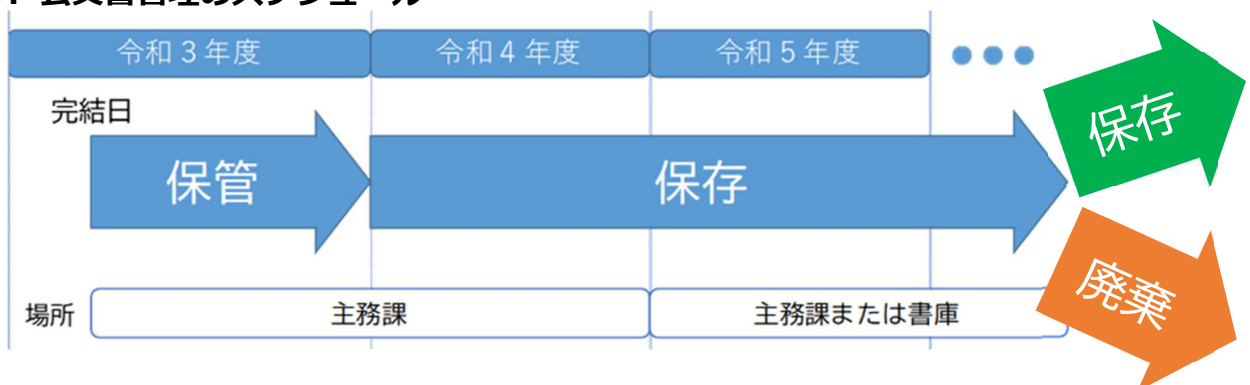 令和３年度 令和４年度 令和５年度 ●●●
完結日
保管 保存
保存
廃棄
場所 主務課 主務課または書庫